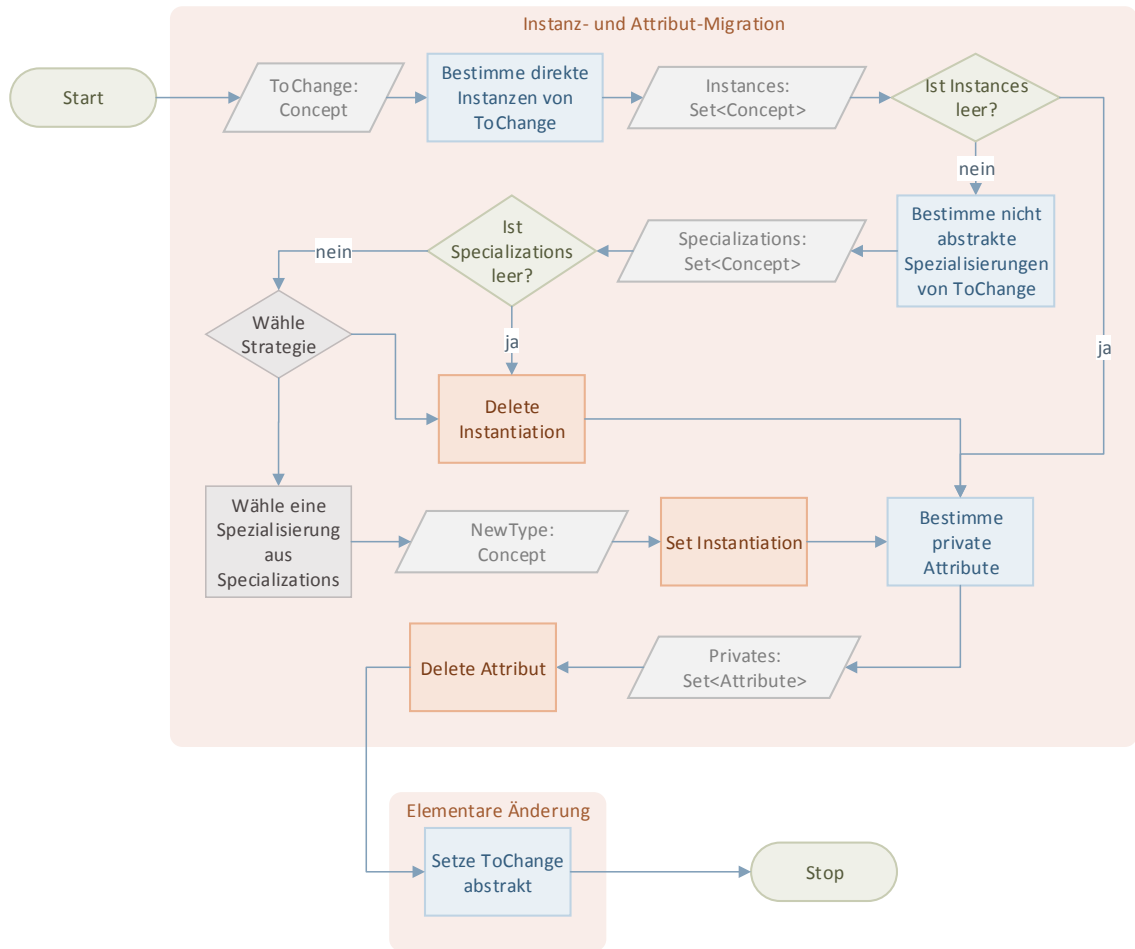 Instanz- und Attribut-Migration
Start
ToChange:
Concept
Bestimme direkte
Instanzen von
ToChange
Instances:
Set<Concept>
Ist Instances
leer?
nein
Bestimme nicht
abstrakte
Spezialisierungen
von ToChange
Specializations:
Set<Concept>
Ist
Specializations
leer?
nein
ja
ja
Wähle
Strategie
Delete
Instantiation
Wähle eine
Spezialisierung
aus
Specializations
NewType:
Concept
Set Instantiation
Bestimme
private
Attribute
Privates:
Set<Attribute>
Delete Attribut
Elementare Änderung
Setze ToChange
abstrakt
Stop